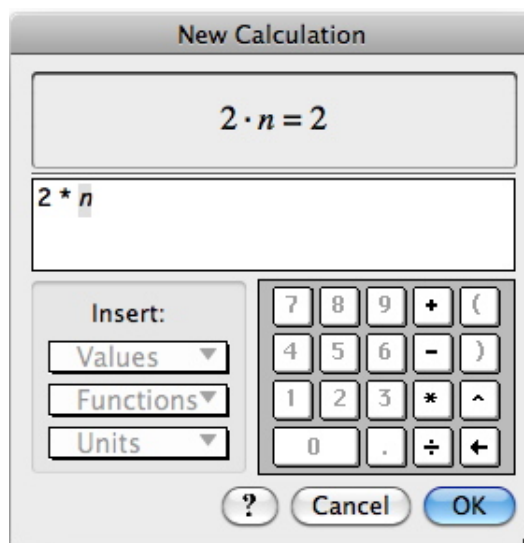 New Calculation
2 · n = 2
2 * n
Insert:
Values
Functions
Units
7 8 9 + (
4 5 6 - )
1 2 3 * ^
0 . ÷ ←
? Cancel OK